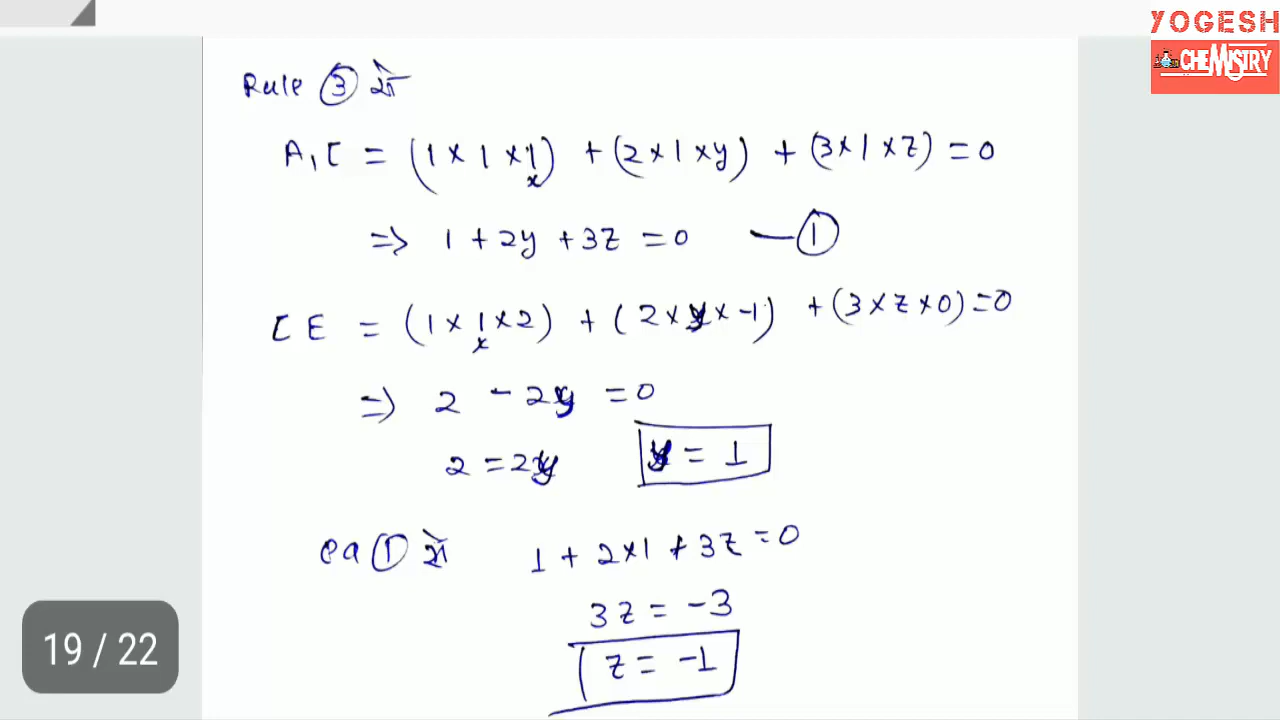 YOGESH
CHEMISTRY
Rule ③ से
A, C = (1 × 1 × 1) + (2 × 1 × y) + (3 × 1 × z) = 0
x
⇒ 1 + 2y + 3z = 0 — ①
C E = (1 × 1 × 2) + (2 × y × -1) + (3 × z × 0) = 0
x
⇒ 2 - 2y = 0
2 = 2y y = 1
eq ① से 1 + 2×1 + 3z = 0
3z = -3
z = -1
19 / 22